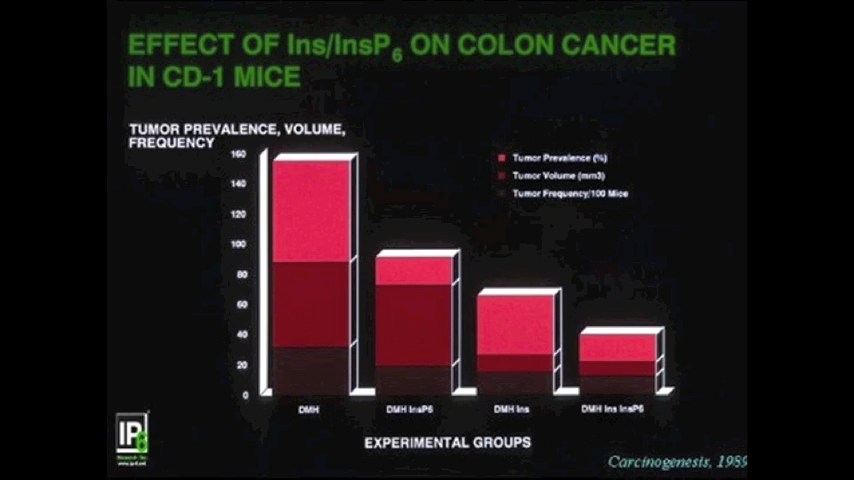 EFFECT OF Ins/InsP6 ON COLON CANCER
IN CD-1 MICE
TUMOR PREVALENCE, VOLUME,
FREQUENCY
160
140
120
100
80
60
40
20
0
Tumor Prevalence (%)
Tumor Volume (mm3)
Tumor Frequency/100 Mice
DMH
DMH InsP6
DMH Ins
DMH Ins InsP6
EXPERIMENTAL GROUPS
IP6
Carcinogenesis, 1989